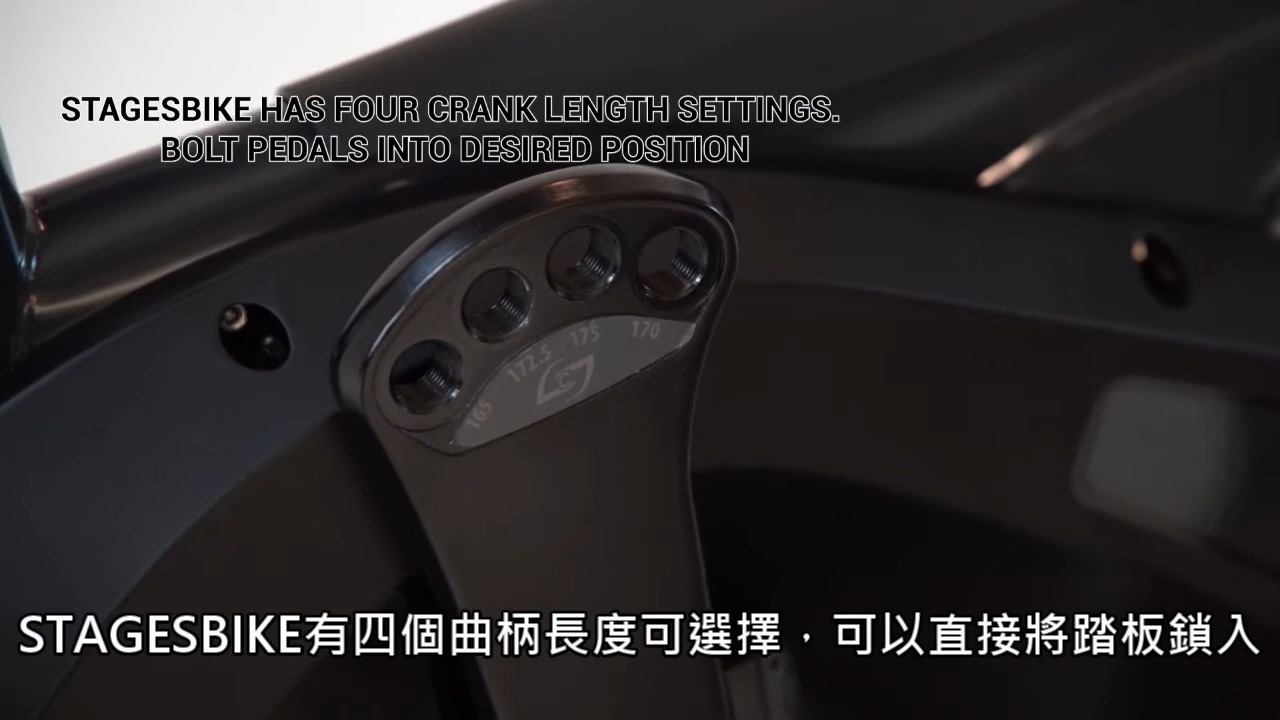 STAGESBIKE HAS FOUR CRANK LENGTH SETTINGS.
BOLT PEDALS INTO DESIRED POSITION
165 172.5 175 170
STAGESBIKE有四個曲柄長度可選擇，可以直接將踏板鎖入